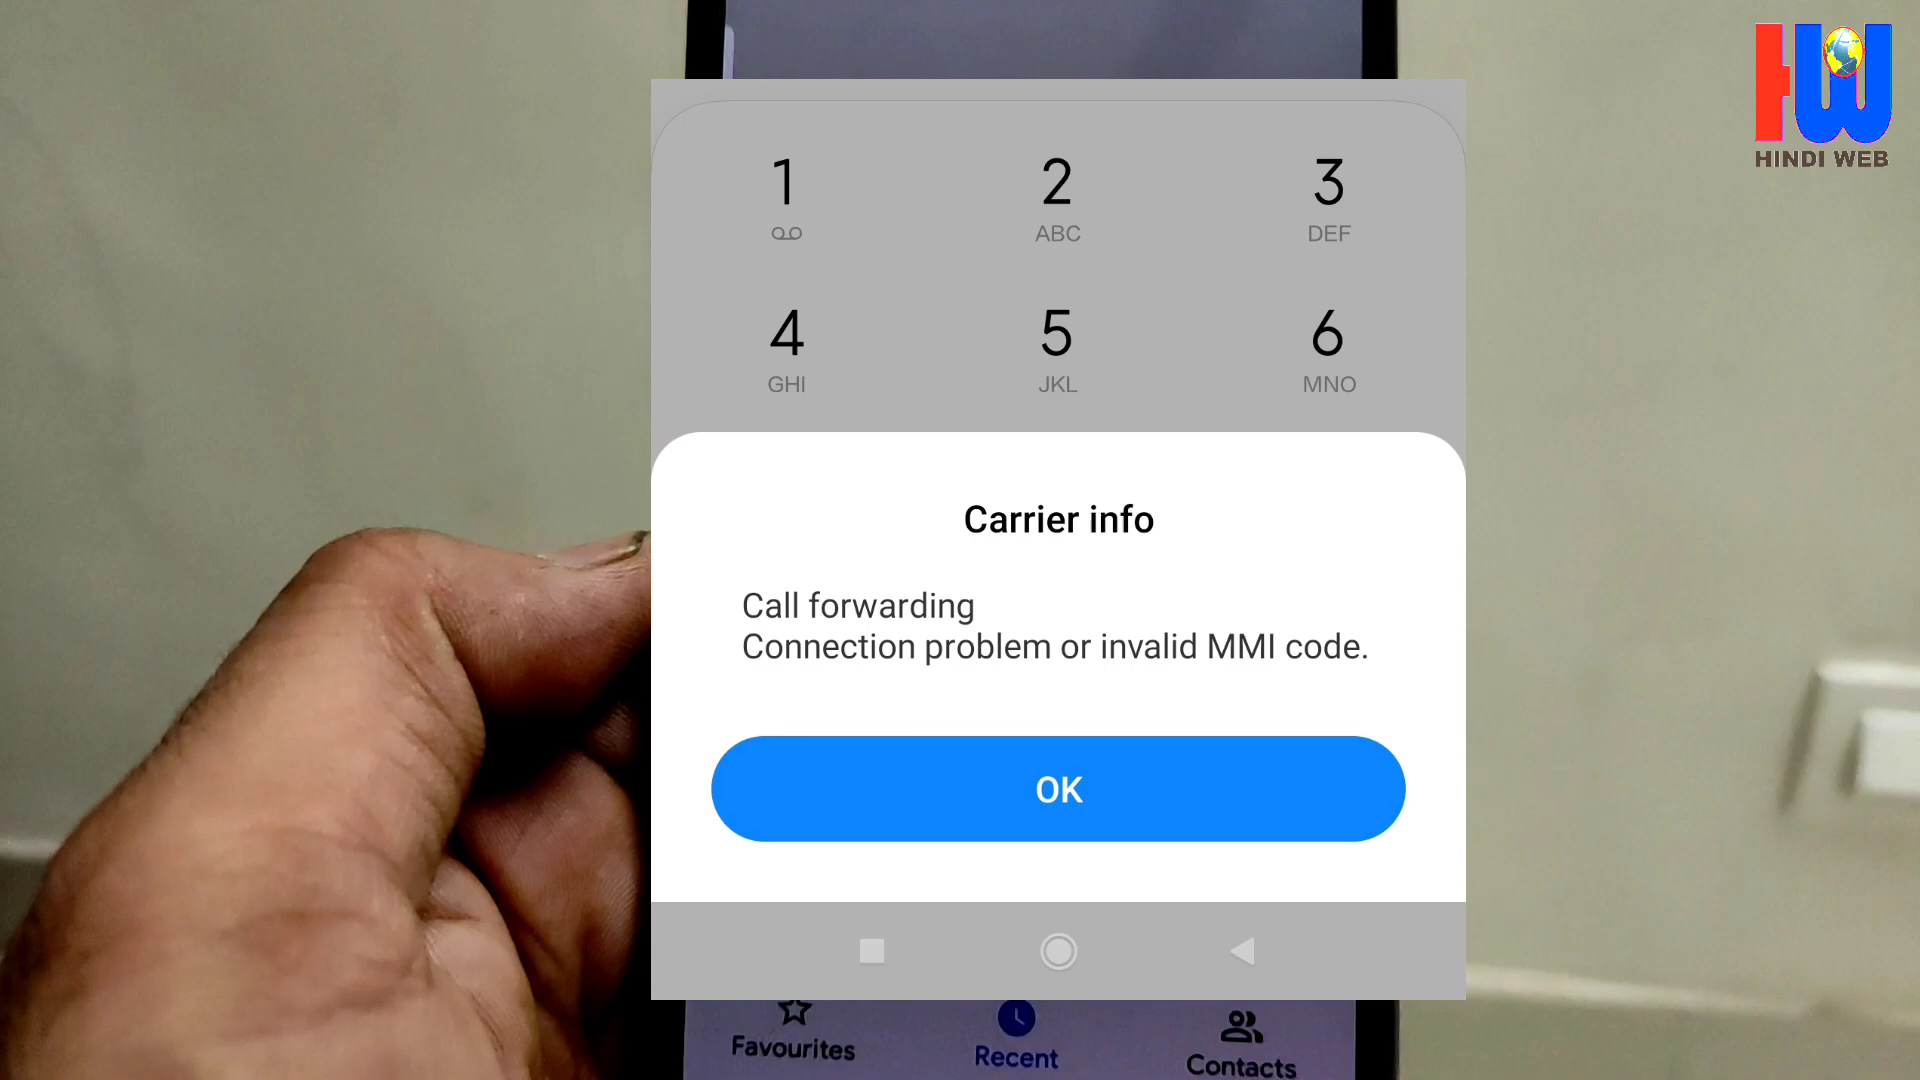 HINDI WEB
1
2
ABC
3
DEF
4
GHI
5
JKL
6
MNO
Carrier info
Call forwarding
Connection problem or invalid MMI code.
OK
Favourites
Recent
Contacts